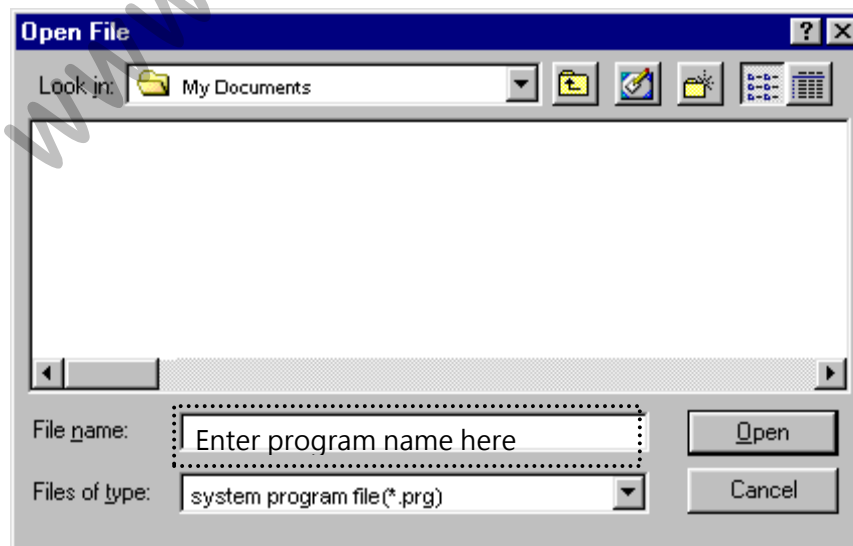 Open File
Look in: My Documents
File name: Enter program name here Open
Files of type: system program file(*.prg) Cancel
www